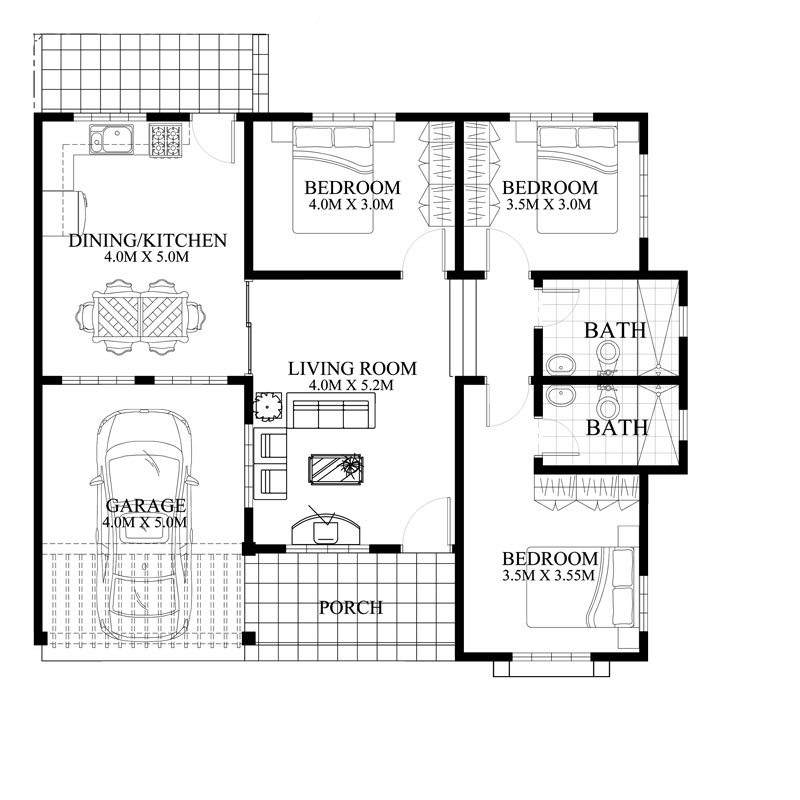 BEDROOM
4.0M X 3.0M
BEDROOM
3.5M X 3.0M
DINING/KITCHEN
4.0M X 5.0M
BATH
LIVING ROOM
4.0M X 5.2M
BATH
GARAGE
4.0M X 5.0M
BEDROOM
3.5M X 3.55M
PORCH